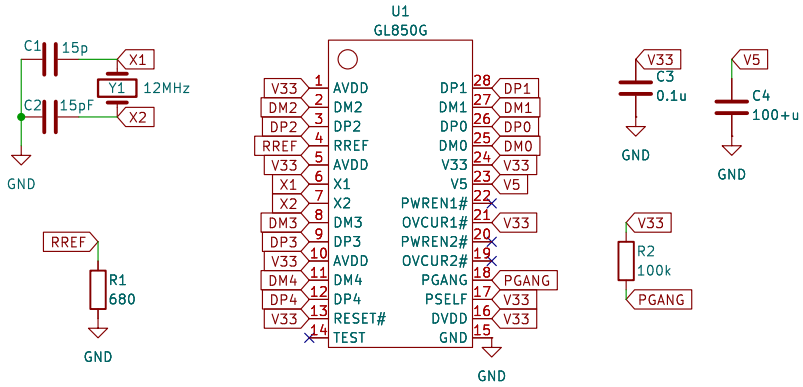 U1
GL850G
C1 15p X1
Y1 12MHz
C2 15pF X2
GND
RREF
R1
680
GND
V33 1 AVDD DP1 28 DP1
DM2 2 DM2 DM1 27 DM1
DP2 3 DP2 DP0 26 DP0
RREF 4 RREF DM0 25 DM0
V33 5 AVDD V33 24 V33
X1 6 X1 V5 23 V5
X2 7 X2 PWREN1# 22
DM3 8 DM3 OVCUR1# 21 V33
DP3 9 DP3 PWREN2# 20
V33 10 AVDD OVCUR2# 19
DM4 11 DM4 PGANG 18 PGANG
DP4 12 DP4 PSELF 17 V33
V33 13 RESET# DVDD 16 V33
14 TEST GND 15
GND
V33
C3
0.1u
GND
V5
C4
100+u
GND
V33
R2
100k
PGANG